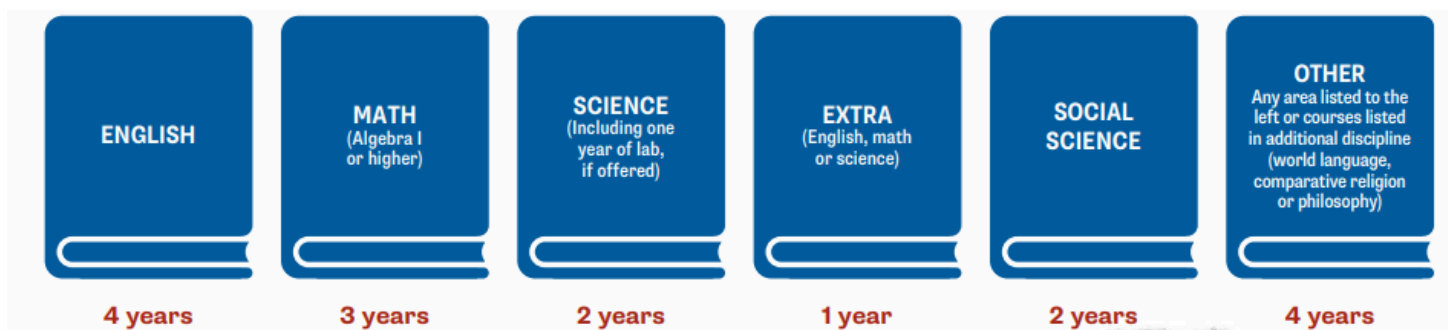 ENGLISH
4 years
MATH
(Algebra I
or higher)
3 years
SCIENCE
(Including one
year of lab,
if offered)
2 years
EXTRA
(English, math
or science)
1 year
SOCIAL
SCIENCE
2 years
OTHER
Any area listed to the
left or courses listed
in additional discipline
(world language,
comparative religion
or philosophy)
4 years